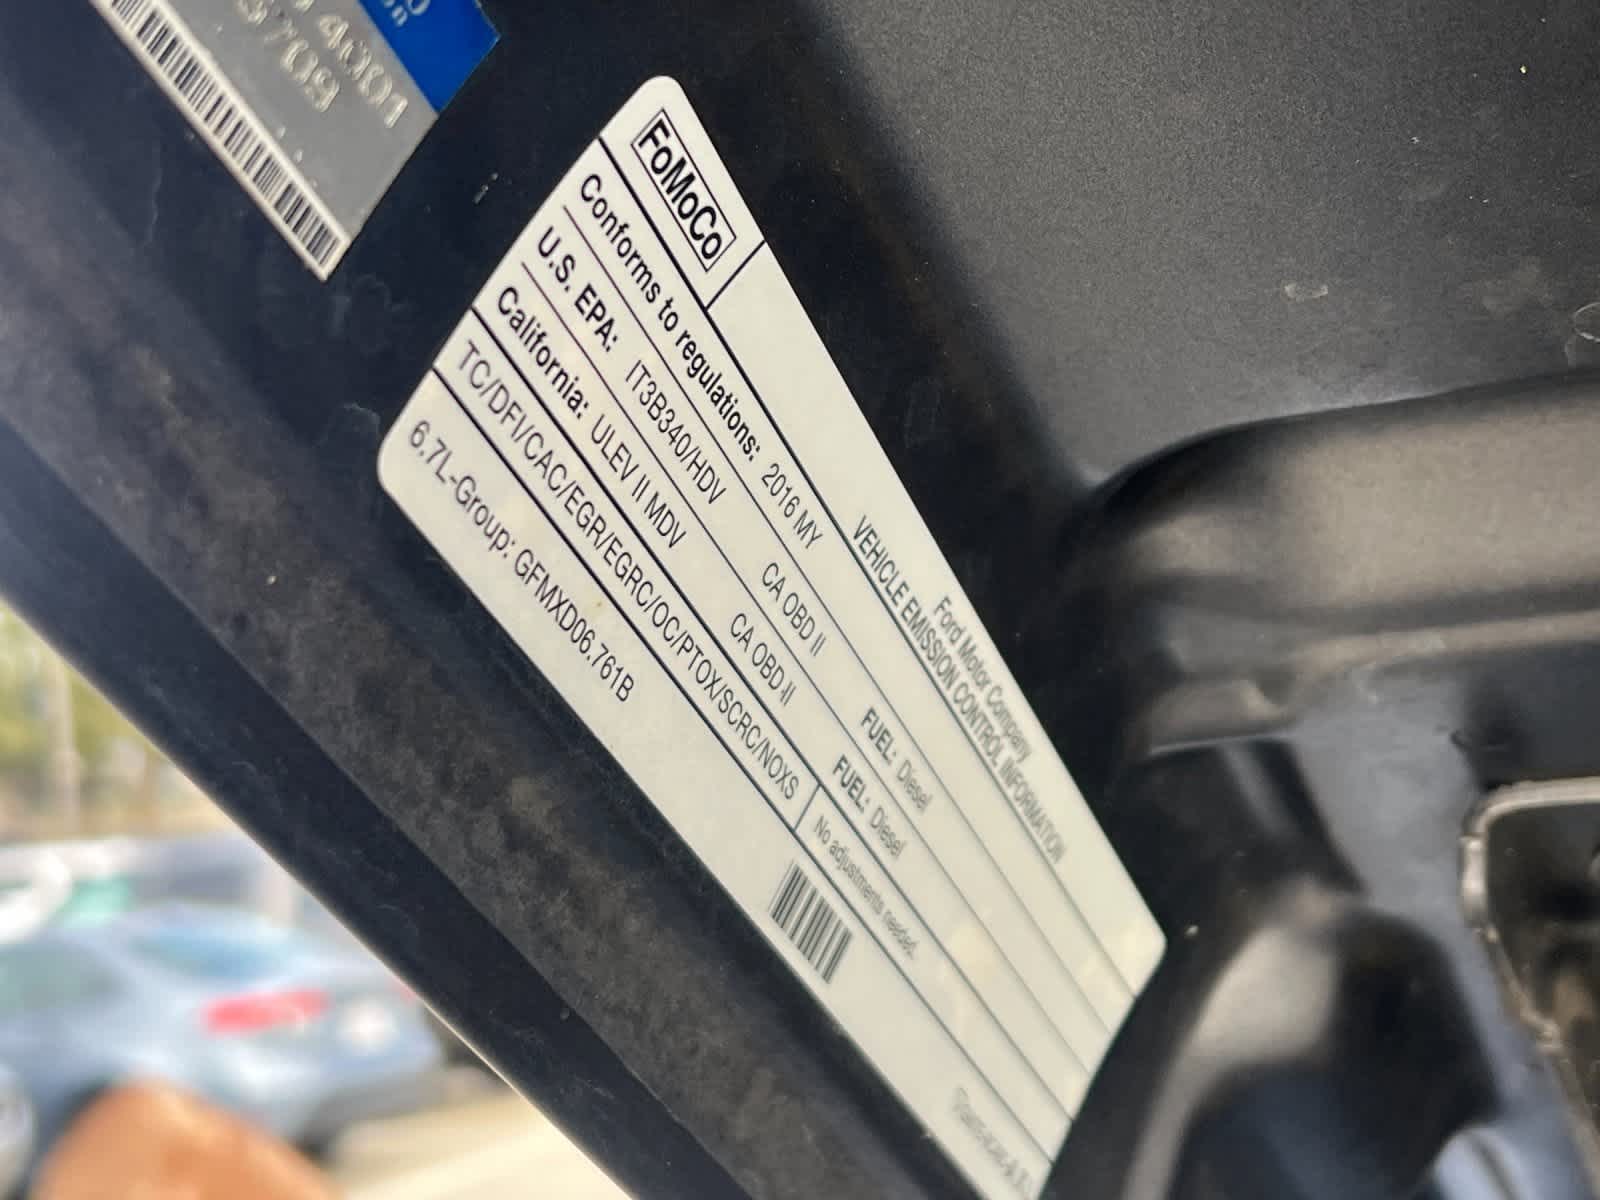 4001
5709
FoMoCo
Ford Motor Company
VEHICLE EMISSION CONTROL INFORMATION
Conforms to regulations: 2016 MY
U.S. EPA: IT3B340/HDV CA OBD II FUEL: Diesel
California: ULEV II MDV CA OBD II FUEL: Diesel
TC/DFI/CAC/EGR/EGRC/OC/PTOX/SCRC/NOXS No adjustments needed.
6.7L-Group: GFMXD06.761B